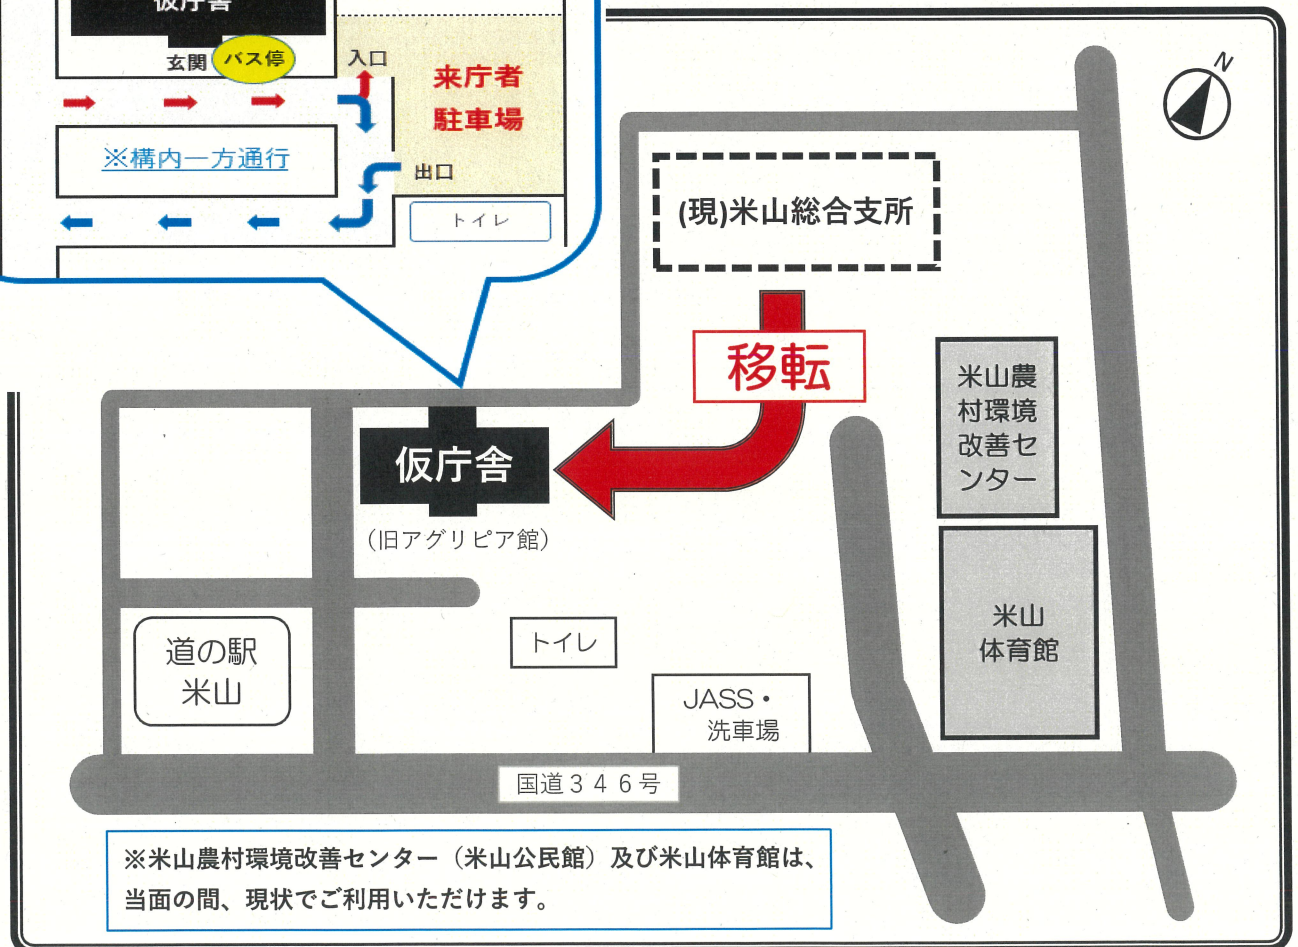 仮庁舎
玄関
バス停
入口
来庁者
駐車場
※構内一方通行
出口
トイレ
N
(現)米山総合支所
移転
米山農
村環境
改善セ
ンター
仮庁舎
（旧アグリピア館）
米山
体育館
道の駅
米山
トイレ
JASS・
洗車場
国道３４６号
※米山農村環境改善センター（米山公民館）及び米山体育館は、
当面の間、現状でご利用いただけます。